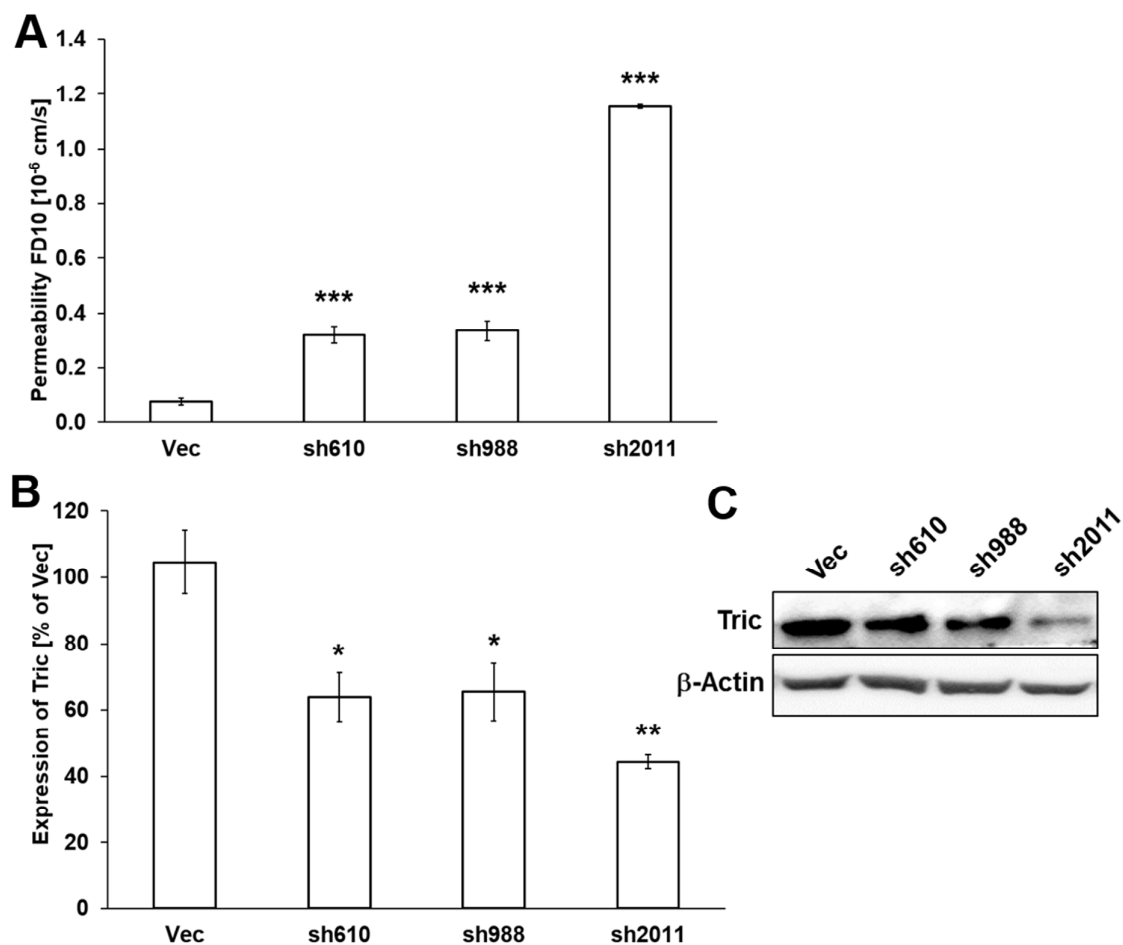 A
Permeability FD10 [10⁻⁶ cm/s]
1.4
1.2
1.0
0.8
0.6
0.4
0.2
0.0
***
***
***
Vec sh610 sh988 sh2011
B
Expression of Tric [% of Vec]
120
100
80
60
40
20
0
*
*
**
Vec sh610 sh988 sh2011
C
Vec sh610 sh988 sh2011
Tric
β-Actin